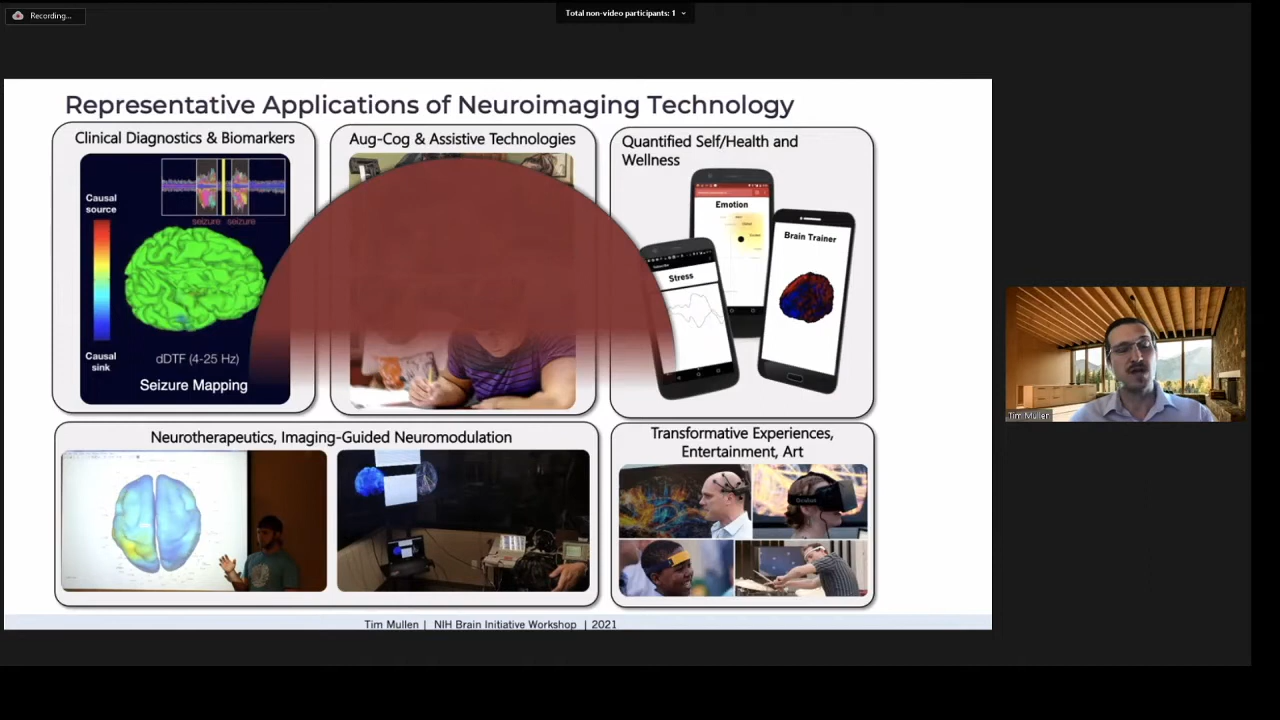 Recording...
Total non-video participants: 1
Representative Applications of Neuroimaging Technology
Clinical Diagnostics & Biomarkers
Causal
source
seizure seizure
Causal
sink
dDTF (4-25 Hz)
Seizure Mapping
Aug-Cog & Assistive Technologies
Quantified Self/Health and
Wellness
Emotion
Stress
Brain Trainer
Neurotherapeutics, Imaging-Guided Neuromodulation
Transformative Experiences,
Entertainment, Art
Oculus
Tim Mullen | NIH Brain Initiative Workshop | 2021
Tim Mullen